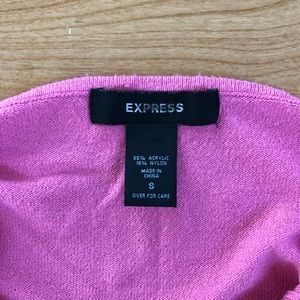 EXPRESS
85% ACRYLIC
15% NYLON
MADE IN
CHINA
S
OVER FOR CARE